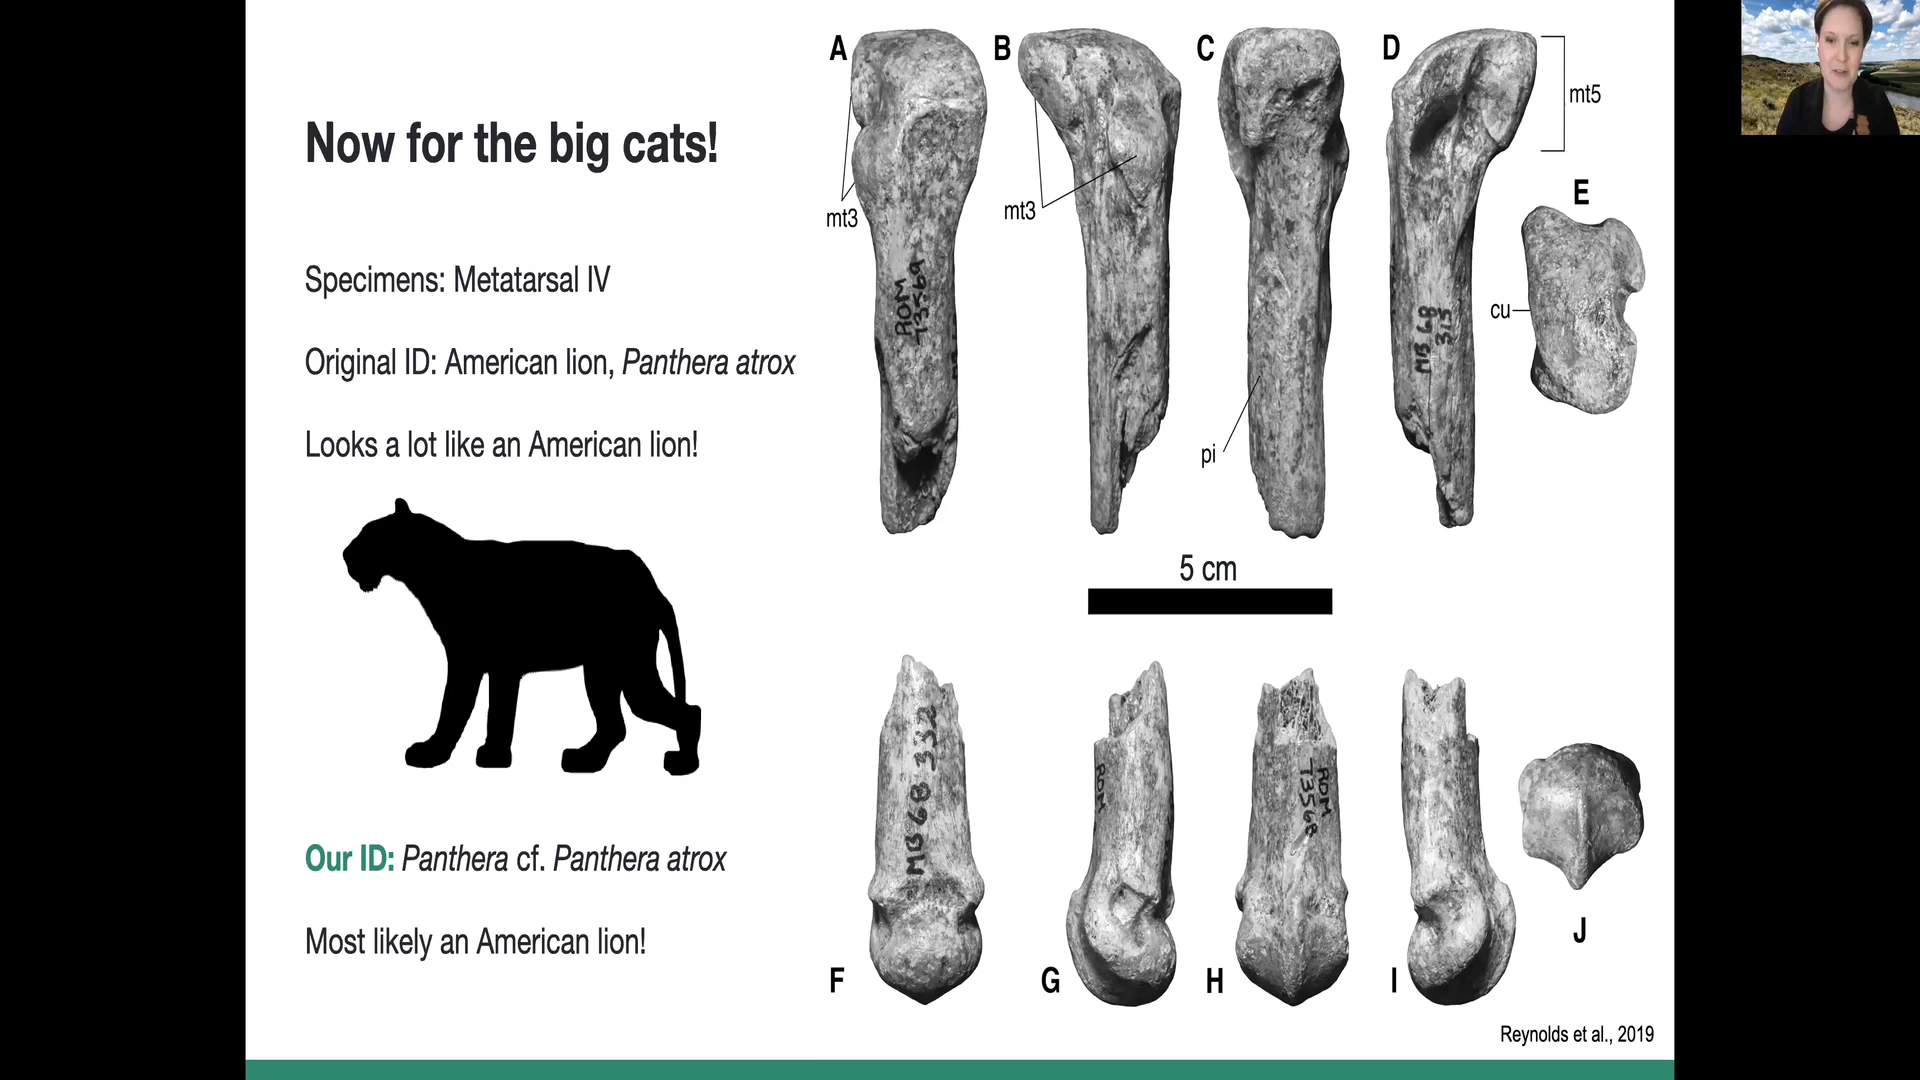 Now for the big cats!
Specimens: Metatarsal IV
Original ID: American lion, Panthera atrox
Looks a lot like an American lion!
Our ID: Panthera cf. Panthera atrox
Most likely an American lion!
A
B
C
D
mt5
mt3
mt3
E
cu
pi
ROM
73569
MB 68
315
5 cm
MB 68 332
ROM
ROM
73568
F
G
H
I
J
Reynolds et al., 2019